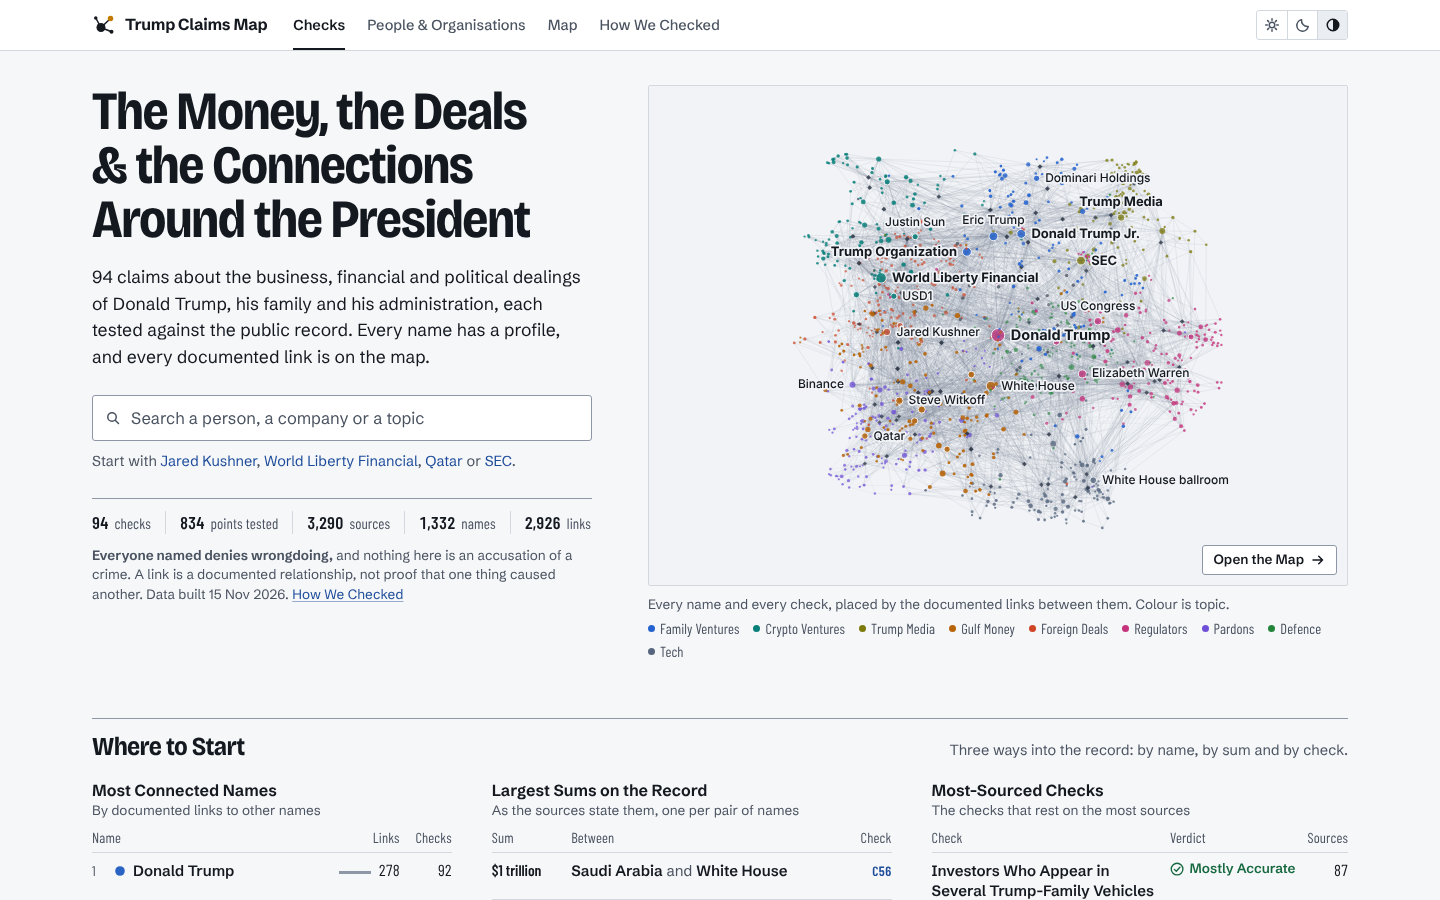 Trump Claims Map
Checks
People & Organisations
Map
How We Checked
The Money, the Deals
& the Connections
Around the President
94 claims about the business, financial and political dealings
of Donald Trump, his family and his administration, each
tested against the public record. Every name has a profile,
and every documented link is on the map.
Search a person, a company or a topic
Start with Jared Kushner, World Liberty Financial, Qatar or SEC.
94 checks
834 points tested
3,290 sources
1,332 names
2,926 links
Everyone named denies wrongdoing, and nothing here is an accusation of a
crime. A link is a documented relationship, not proof that one thing caused
another. Data built 15 Nov 2026. How We Checked
Dominari Holdings
Trump Media
Justin Sun
Eric Trump
Donald Trump Jr.
Trump Organization
SEC
World Liberty Financial
USD1
US Congress
Jared Kushner
Donald Trump
Elizabeth Warren
Binance
White House
Steve Witkoff
Qatar
White House ballroom
Open the Map
Every name and every check, placed by the documented links between them. Colour is topic.
Family Ventures
Crypto Ventures
Trump Media
Gulf Money
Foreign Deals
Regulators
Pardons
Defence
Tech
Where to Start
Three ways into the record: by name, by sum and by check.
Most Connected Names
By documented links to other names
Name Links Checks
1 Donald Trump 278 92
Largest Sums on the Record
As the sources state them, one per pair of names
Sum Between Check
$1 trillion Saudi Arabia and White House C56
Most-Sourced Checks
The checks that rest on the most sources
Check Verdict Sources
Investors Who Appear in Mostly Accurate 87
Several Trump-Family Vehicles